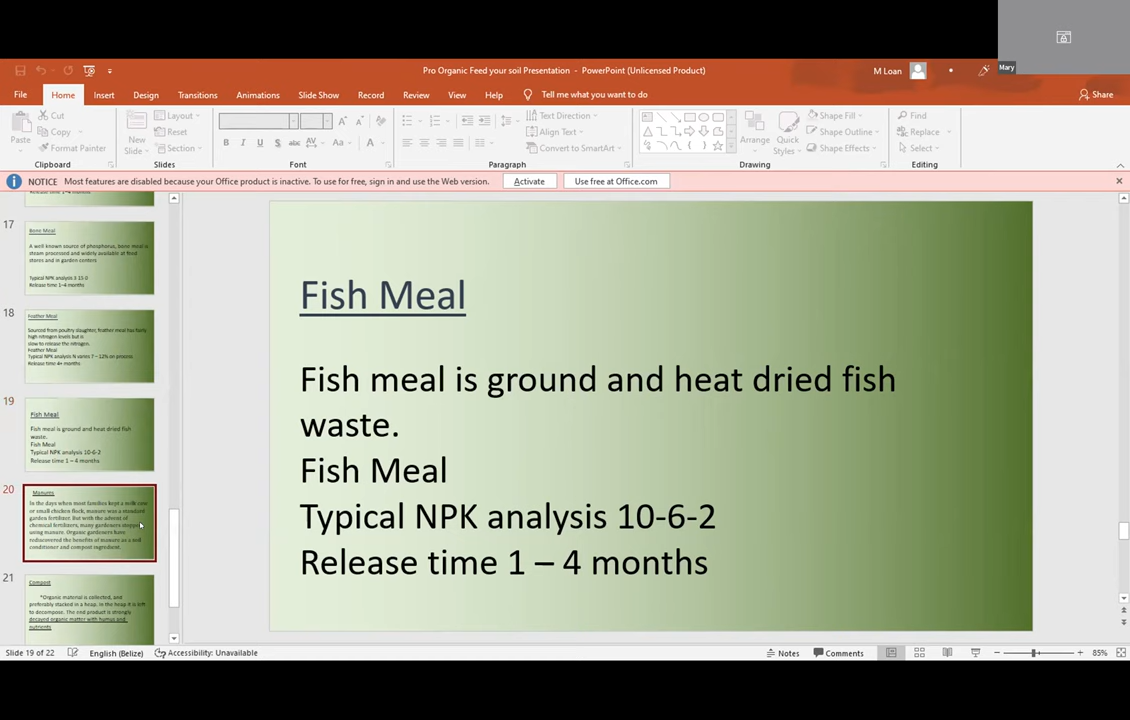 Mary
Pro Organic Feed your soil Presentation - PowerPoint (Unlicensed Product)
M Loan
File Home Insert Design Transitions Animations Slide Show Record Review View Help Tell me what you want to do
Share
Paste
Cut
Copy
Format Painter
Clipboard
New Slide
Layout
Reset
Section
Slides
Font
Text Direction
Align Text
Convert to SmartArt
Paragraph
Arrange
Quick Styles
Shape Fill
Shape Outline
Shape Effects
Drawing
Find
Replace
Select
Editing
NOTICE Most features are disabled because your Office product is inactive. To use for free, sign in and use the Web version. Activate Use free at Office.com
17
Bone Meal
A well known source of phosphorus, bone meal is
steam processed and widely available at feed
stores and in garden centers
Release time 1-4 months
18
Feather Meal
Sourced from poultry slaughter, feather meal has fairly
high nitrogen levels but is
slow to release the nitrogen.
Feather Meal
Typical NPK analysis N varies 7 – 12% on process
Release time 4+ months
19
Fish Meal
Fish meal is ground and heat dried fish
waste.
Fish Meal
Typical NPK analysis 10-6-2
Release time 1 – 4 months
20
Manures
In the days when most families kept a milk cow
or small chicken flock, manure was a standard
garden fertilizer. But with the advent of
chemical fertilizers, many gardeners stopped
using manure. Organic gardeners have
rediscovered the benefits of manure as a soil
conditioner and compost ingredient.
21
Compost
*Organic material is collected, and
preferably stacked in a heap. In the heap it is left
to decompose. The end product is strongly
decayed organic matter with humus and
nutrients
Fish Meal
Fish meal is ground and heat dried fish
waste.
Fish Meal
Typical NPK analysis 10-6-2
Release time 1 – 4 months
Slide 19 of 22 English (Belize) Accessibility: Unavailable Notes Comments 85%